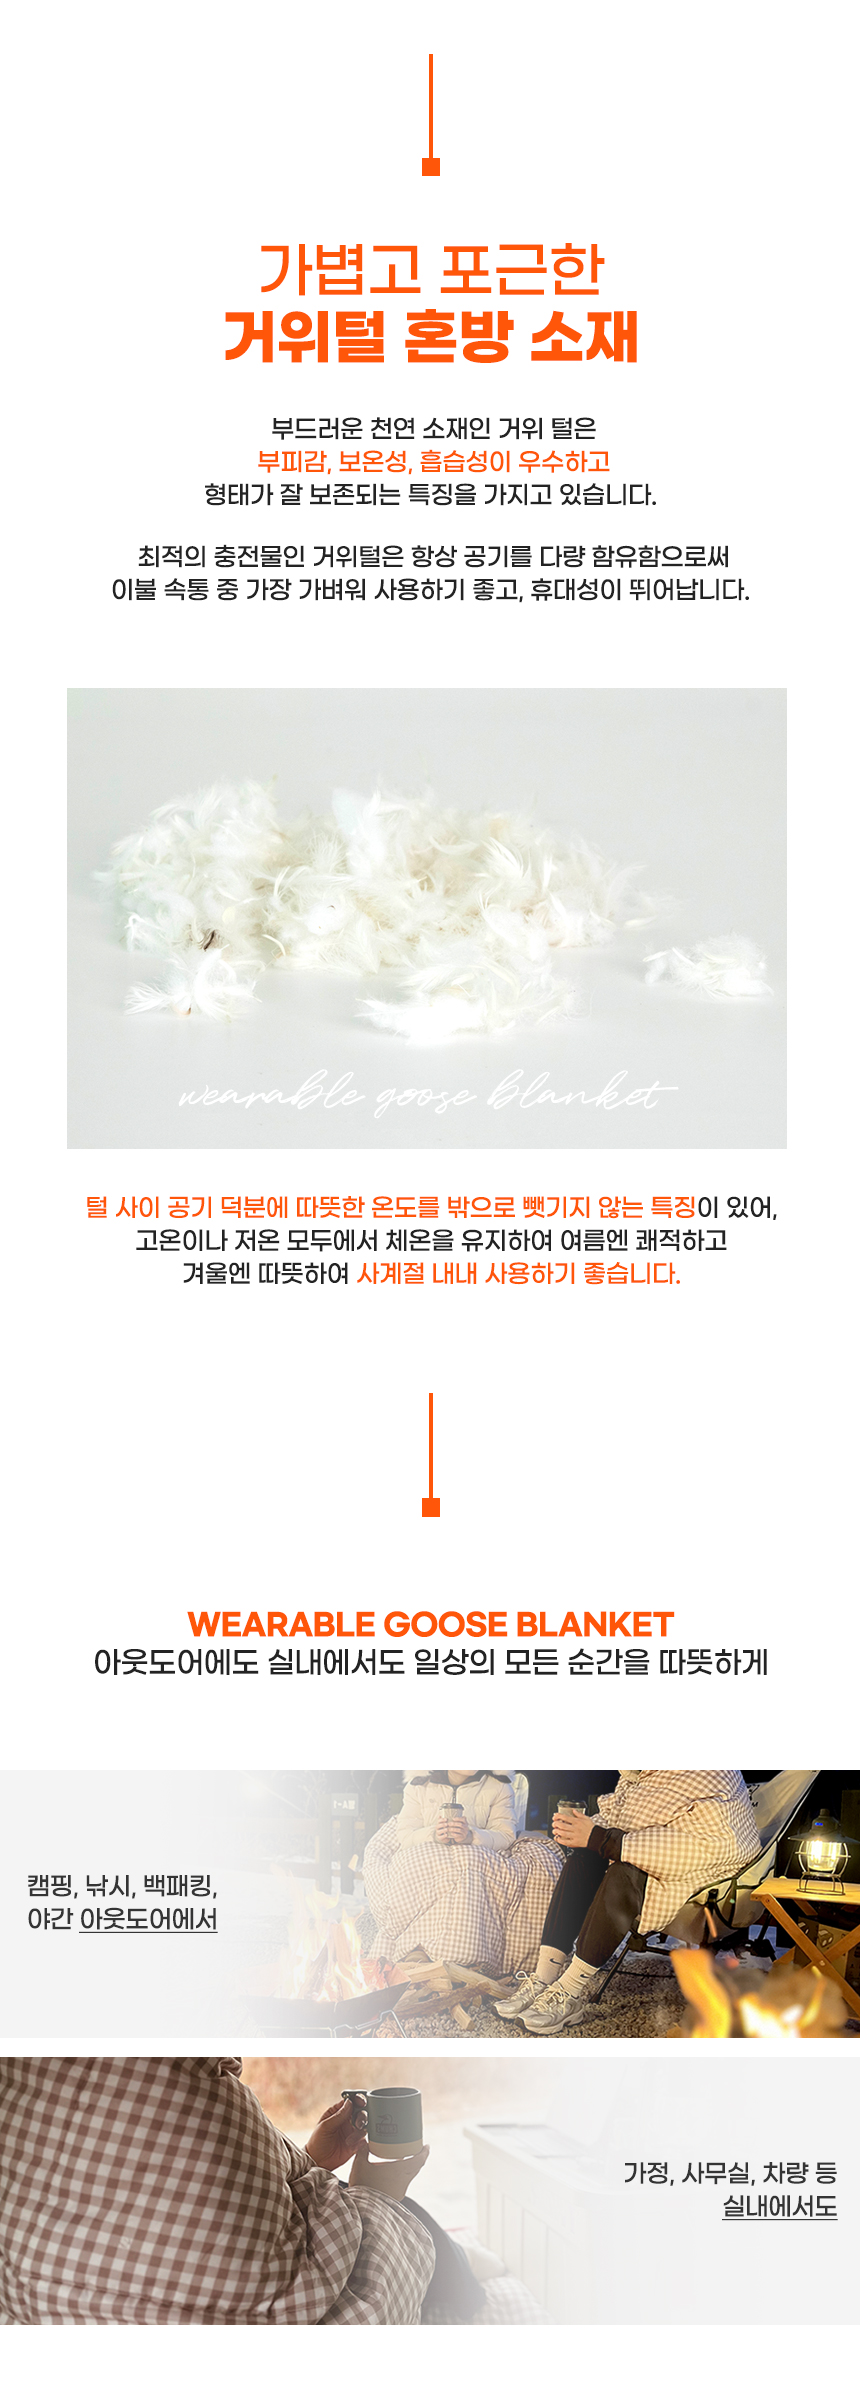 가볍고 포근한
거위털 혼방 소재
부드러운 천연 소재인 거위 털은
부피감, 보온성, 흡습성이 우수하고
형태가 잘 보존되는 특징을 가지고 있습니다.
최적의 충전물인 거위털은 항상 공기를 다량 함유함으로써
이불 속통 중 가장 가벼워 사용하기 좋고, 휴대성이 뛰어납니다.
wearable goose blanket
털 사이 공기 덕분에 따뜻한 온도를 밖으로 뺏기지 않는 특징이 있어,
고온이나 저온 모두에서 체온을 유지하여 여름엔 쾌적하고
겨울엔 따뜻하여 사계절 내내 사용하기 좋습니다.
WEARABLE GOOSE BLANKET
아웃도어에도 실내에서도 일상의 모든 순간을 따뜻하게
캠핑, 낚시, 백패킹,
야간 아웃도어에서
가정, 사무실, 차량 등
실내에서도